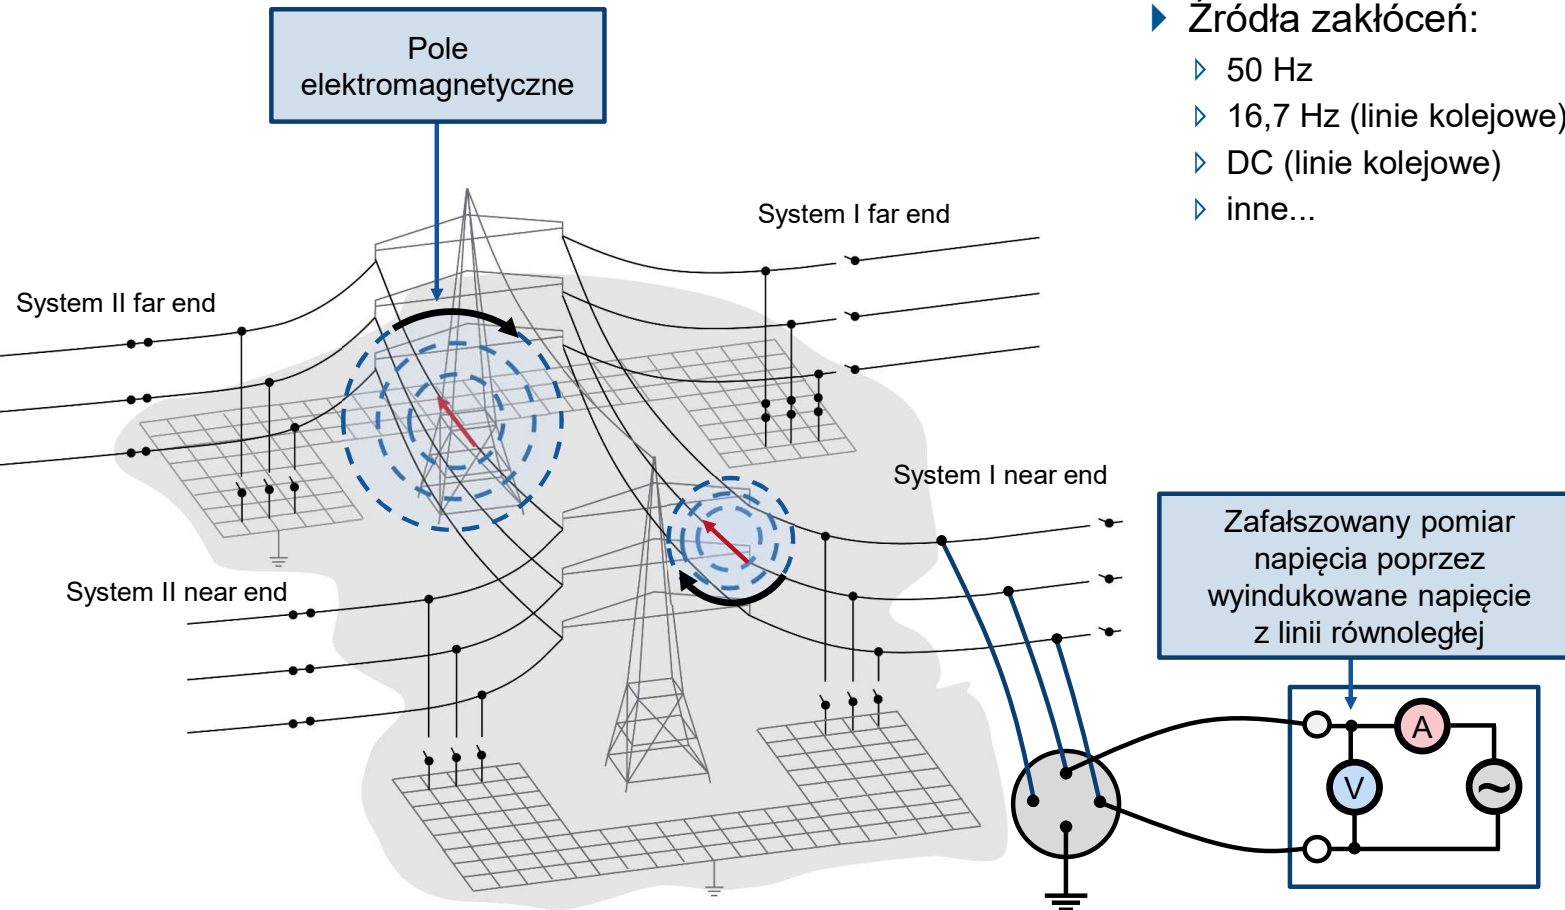 Pole
elektromagnetyczne
Źródła zakłóceń:
50 Hz
16,7 Hz (linie kolejowe)
DC (linie kolejowe)
inne...
System I far end
System II far end
System I near end
System II near end
Zafałszowany pomiar
napięcia poprzez
wyindukowane napięcie
z linii równoległej
A
V
~